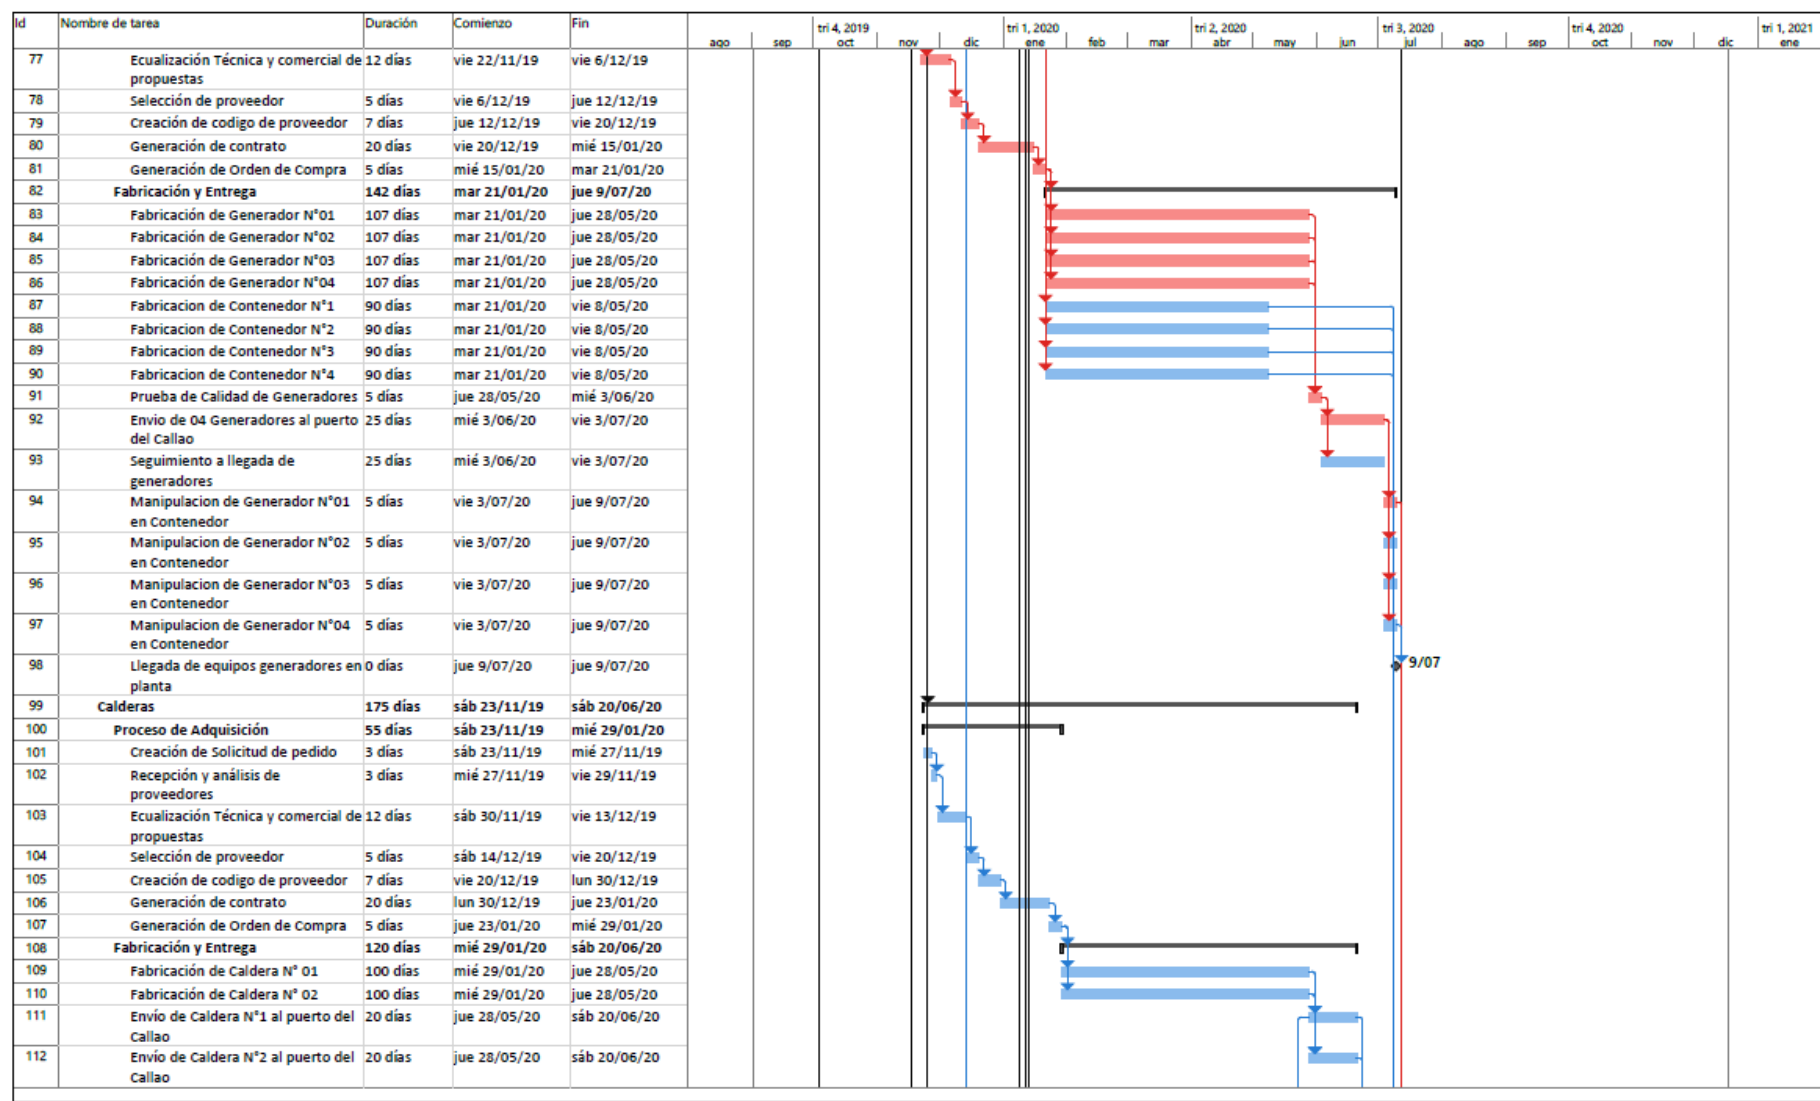 Id Nombre de tarea Duración Comienzo Fin
tri 4, 2019 tri 1, 2020 tri 2, 2020 tri 3, 2020 tri 4, 2020 tri 1, 2021
ago sep oct nov dic ene feb mar abr may jun jul ago sep oct nov dic ene
77 Ecualización Técnica y comercial de 12 días vie 22/11/19 vie 6/12/19
propuestas
78 Selección de proveedor 5 días vie 6/12/19 jue 12/12/19
79 Creación de codigo de proveedor 7 días jue 12/12/19 vie 20/12/19
80 Generación de contrato 20 días vie 20/12/19 mié 15/01/20
81 Generación de Orden de Compra 5 días mié 15/01/20 mar 21/01/20
82 Fabricación y Entrega 142 días mar 21/01/20 jue 9/07/20
83 Fabricación de Generador N°01 107 días mar 21/01/20 jue 28/05/20
84 Fabricación de Generador N°02 107 días mar 21/01/20 jue 28/05/20
85 Fabricación de Generador N°03 107 días mar 21/01/20 jue 28/05/20
86 Fabricación de Generador N°04 107 días mar 21/01/20 jue 28/05/20
87 Fabricacion de Contenedor N°1 90 días mar 21/01/20 vie 8/05/20
88 Fabricacion de Contenedor N°2 90 días mar 21/01/20 vie 8/05/20
89 Fabricacion de Contenedor N°3 90 días mar 21/01/20 vie 8/05/20
90 Fabricacion de Contenedor N°4 90 días mar 21/01/20 vie 8/05/20
91 Prueba de Calidad de Generadores 5 días jue 28/05/20 mié 3/06/20
92 Envio de 04 Generadores al puerto 25 días mié 3/06/20 vie 3/07/20
del Callao
93 Seguimiento a llegada de 25 días mié 3/06/20 vie 3/07/20
generadores
94 Manipulacion de Generador N°01 5 días vie 3/07/20 jue 9/07/20
en Contenedor
95 Manipulacion de Generador N°02 5 días vie 3/07/20 jue 9/07/20
en Contenedor
96 Manipulacion de Generador N°03 5 días vie 3/07/20 jue 9/07/20
en Contenedor
97 Manipulacion de Generador N°04 5 días vie 3/07/20 jue 9/07/20
en Contenedor
98 Llegada de equipos generadores en 0 días jue 9/07/20 jue 9/07/20 9/07
planta
99 Calderas 175 días sáb 23/11/19 sáb 20/06/20
100 Proceso de Adquisición 55 días sáb 23/11/19 mié 29/01/20
101 Creación de Solicitud de pedido 3 días sáb 23/11/19 mié 27/11/19
102 Recepción y análisis de 3 días mié 27/11/19 vie 29/11/19
proveedores
103 Ecualización Técnica y comercial de 12 días sáb 30/11/19 vie 13/12/19
propuestas
104 Selección de proveedor 5 días sáb 14/12/19 vie 20/12/19
105 Creación de codigo de proveedor 7 días vie 20/12/19 lun 30/12/19
106 Generación de contrato 20 días lun 30/12/19 jue 23/01/20
107 Generación de Orden de Compra 5 días jue 23/01/20 mié 29/01/20
108 Fabricación y Entrega 120 días mié 29/01/20 sáb 20/06/20
109 Fabricación de Caldera N° 01 100 días mié 29/01/20 jue 28/05/20
110 Fabricación de Caldera N° 02 100 días mié 29/01/20 jue 28/05/20
111 Envío de Caldera N°1 al puerto del 20 días jue 28/05/20 sáb 20/06/20
Callao
112 Envío de Caldera N°2 al puerto del 20 días jue 28/05/20 sáb 20/06/20
Callao